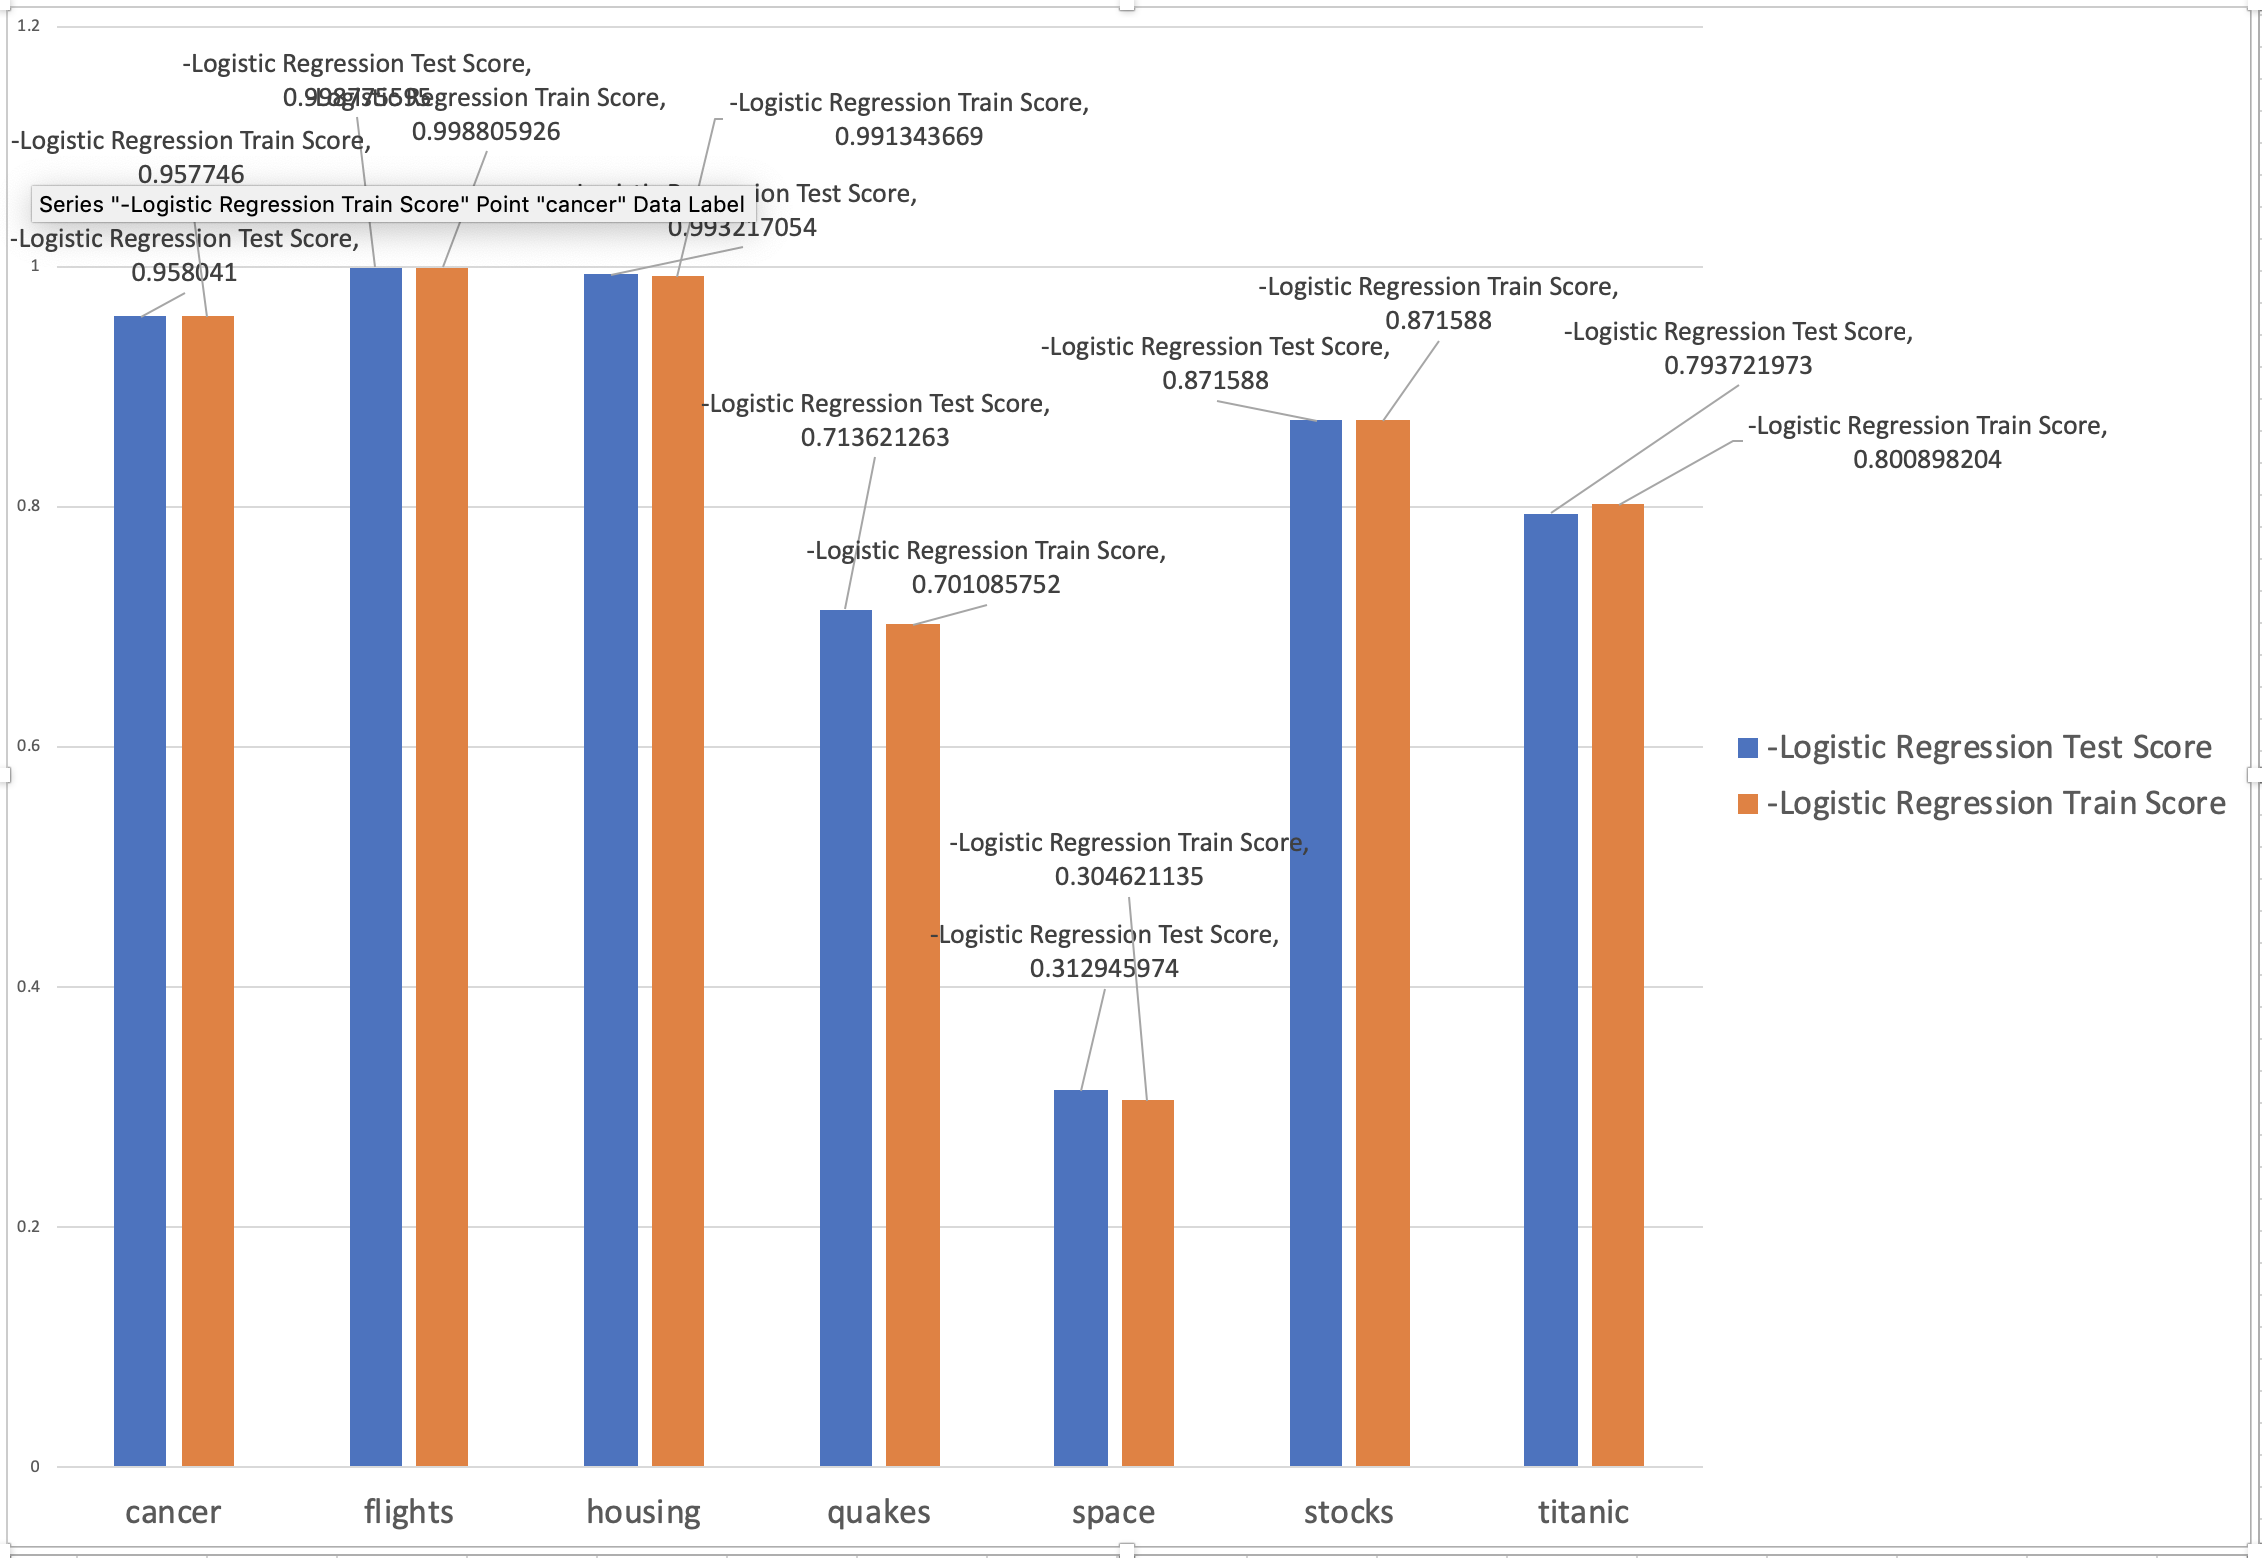 1.2
-Logistic Regression Test Score,
-Logistic Regression Train Score,
0.998805926
-Logistic Regression Train Score,
0.991343669
-Logistic Regression Train Score,
0.957746
Series "-Logistic Regression Train Score" Point "cancer" Data Label
Test Score,
0.993217054
-Logistic Regression Test Score,
0.958041
1
-Logistic Regression Train Score,
0.871588
-Logistic Regression Test Score,
0.871588
-Logistic Regression Test Score,
0.793721973
-Logistic Regression Test Score,
0.713621263
-Logistic Regression Train Score,
0.800898204
0.8
-Logistic Regression Train Score,
0.701085752
0.6
-Logistic Regression Test Score
-Logistic Regression Train Score
-Logistic Regression Train Score,
0.304621135
-Logistic Regression Test Score,
0.312945974
0.4
0.2
0
cancer flights housing quakes space stocks titanic